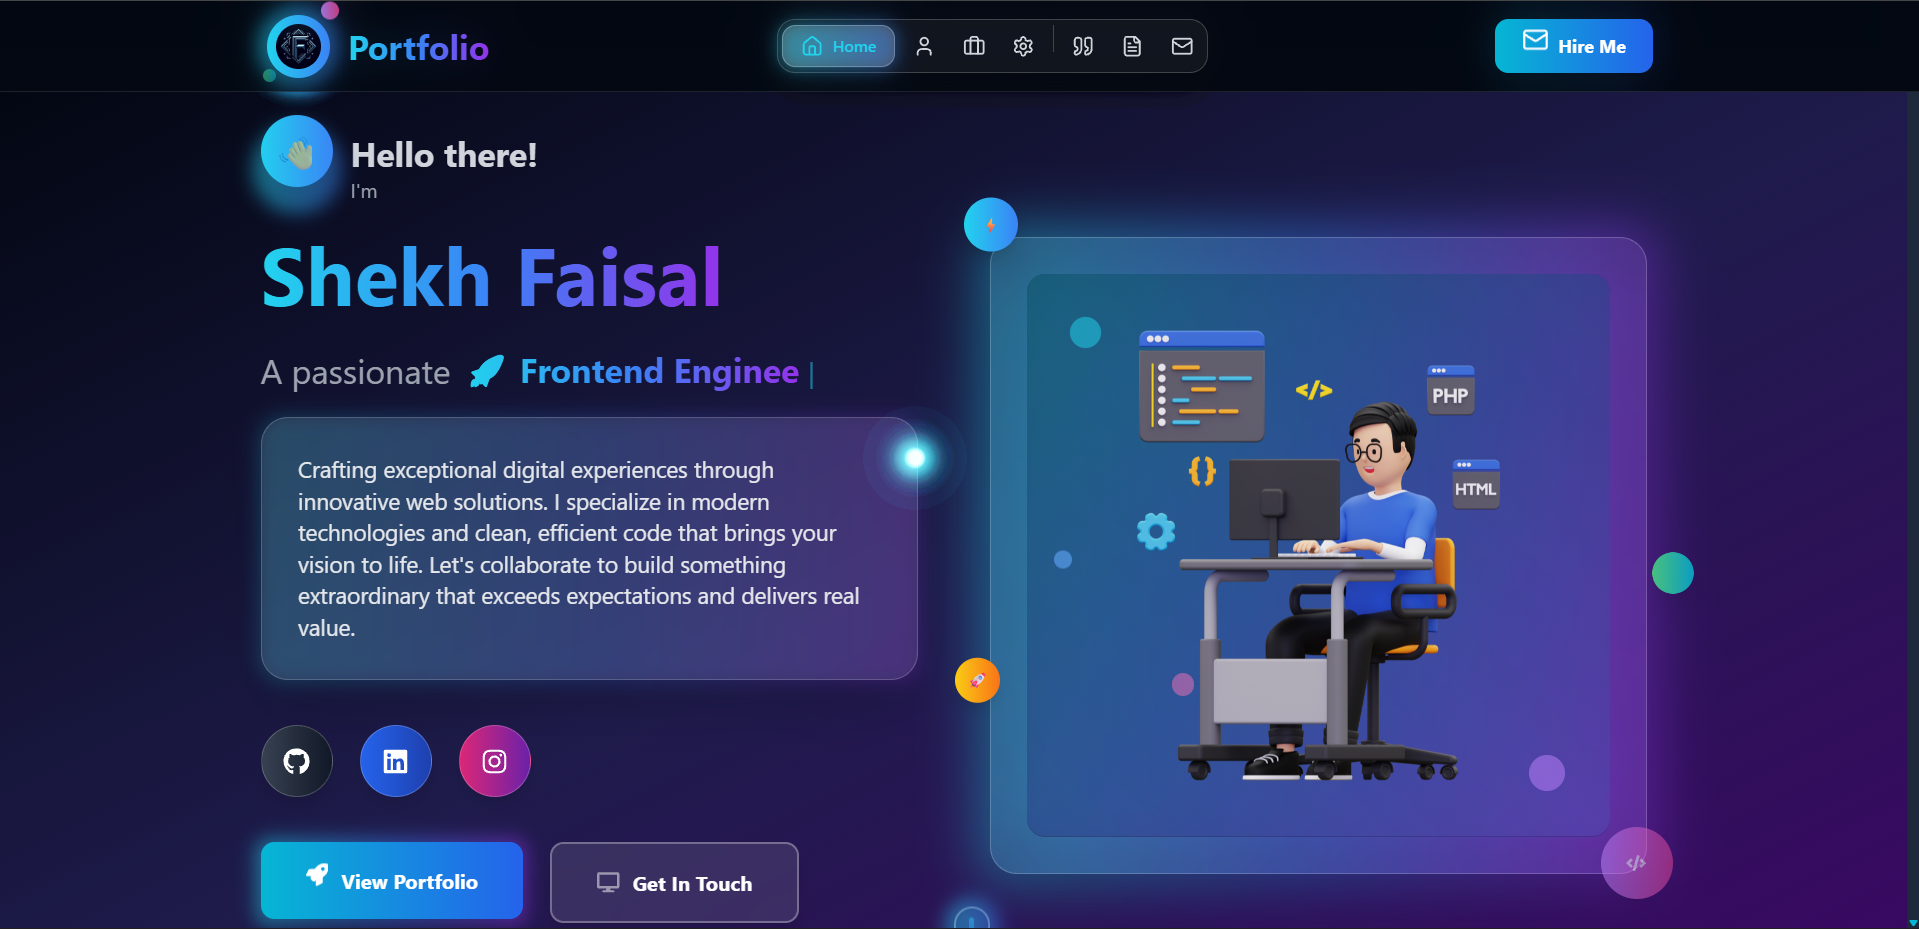 Portfolio
Home
Hire Me
Hello there!
I'm
Shekh Faisal
A passionate Frontend Enginee
Crafting exceptional digital experiences through
innovative web solutions. I specialize in modern
technologies and clean, efficient code that brings your
vision to life. Let's collaborate to build something
extraordinary that exceeds expectations and delivers real
value.
</>
PHP
{}
HTML
View Portfolio
Get In Touch
</>